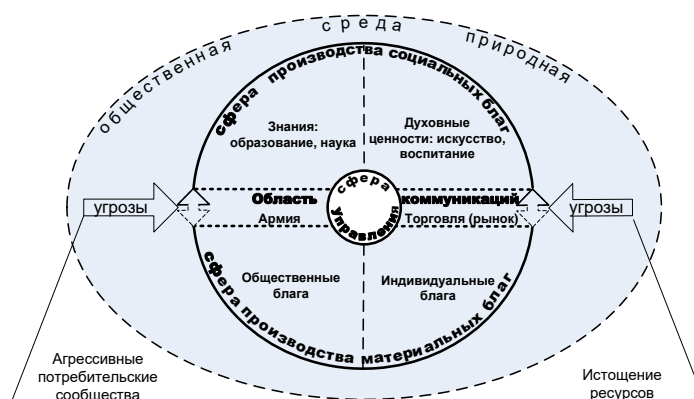 общественная среда природная
сфера производства социальных благ
Знания:
образование, наука
Духовные
ценности: искусство,
воспитание
сфера
управления
Область коммуникаций
Армия
Торговля (рынок)
угрозы
угрозы
Общественные
блага
Индивидуальные
блага
сфера производства материальных благ
Агрессивные
потребительские
сообщества
Истощение
ресурсов